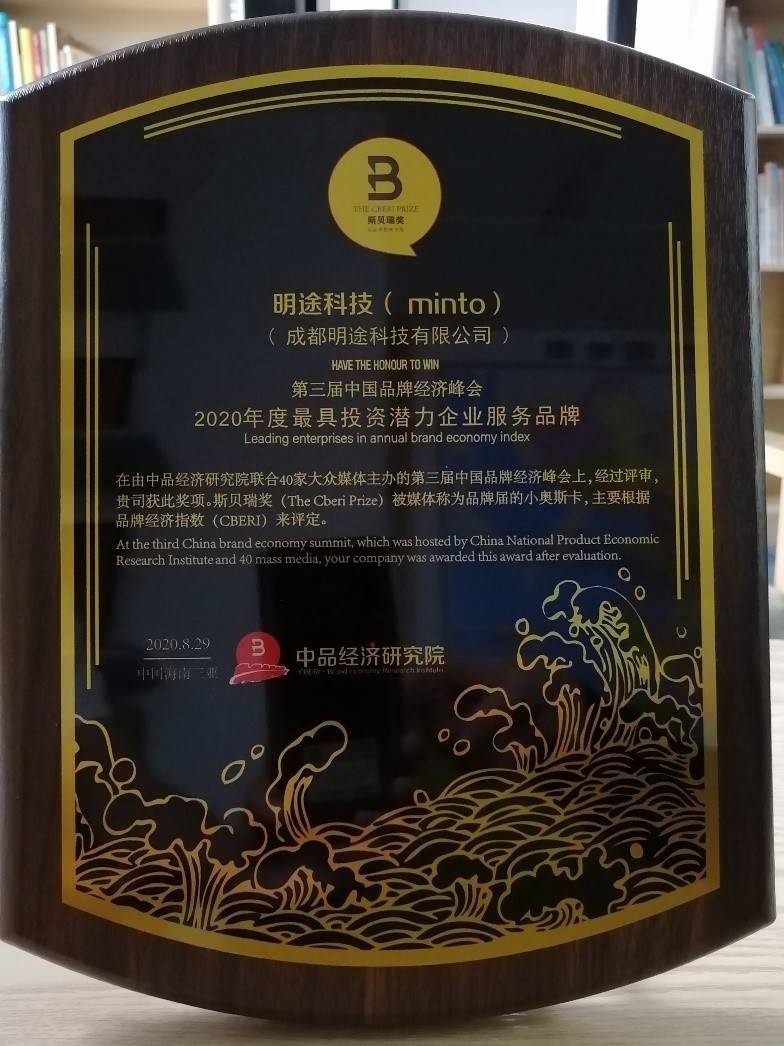 B
THE CBERI PRIZE
斯贝瑞奖
明途科技（ minto）
（ 成都明途科技有限公司 ）
HAVE THE HONOUR TO WIN
第三届中国品牌经济峰会
2020年度最具投资潜力企业服务品牌
Leading enterprises in annual brand economy index
在由中品经济研究院联合40家大众媒体主办的第三届中国品牌经济峰会上，经过评审，
贵司获此奖项。斯贝瑞奖（The Cberi Prize）被媒体称为品牌届的小奥斯卡，主要根据
品牌经济指数（CBERI）来评定。
At the third China brand economy summit, which was hosted by China National Product Economic
Research Institute and 40 mass media, your company was awarded this award after evaluation.
2020.8.29
中国海南三亚
B
中品经济研究院
CBERI - Brand Economy Research Institute